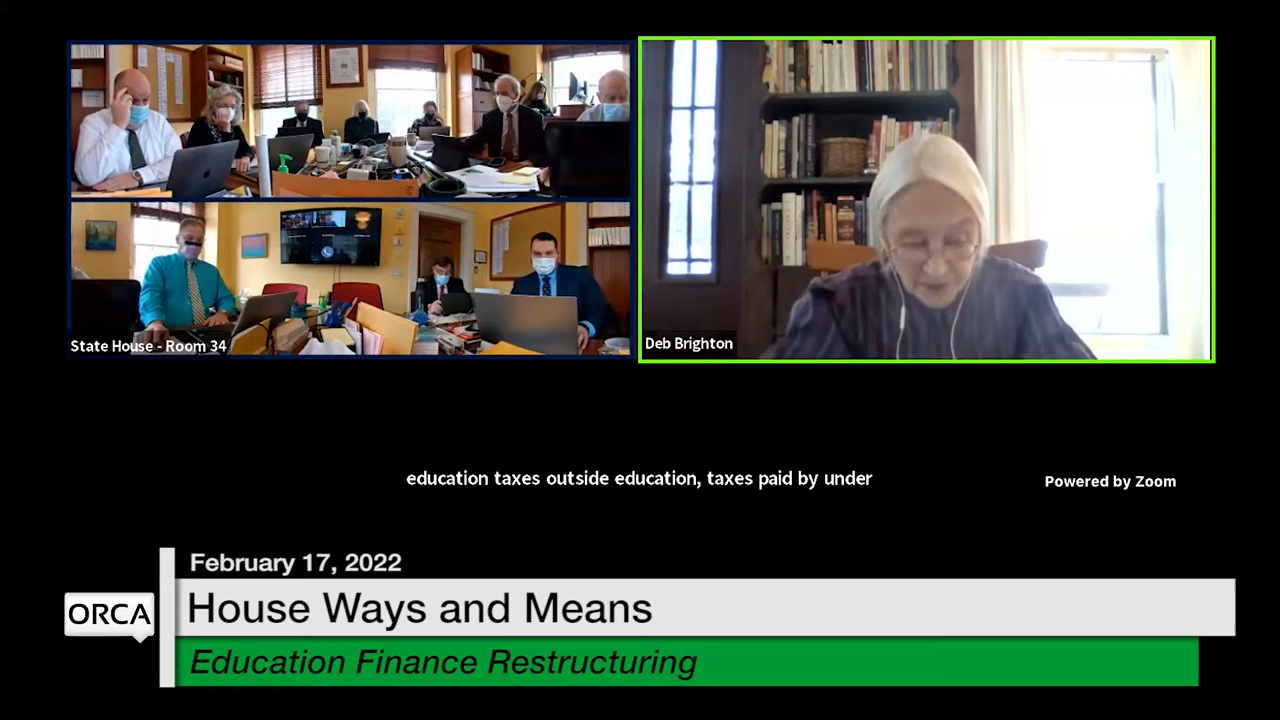 State House - Room 34
Deb Brighton
education taxes outside education, taxes paid by under
Powered by Zoom
February 17, 2022
ORCA
House Ways and Means
Education Finance Restructuring